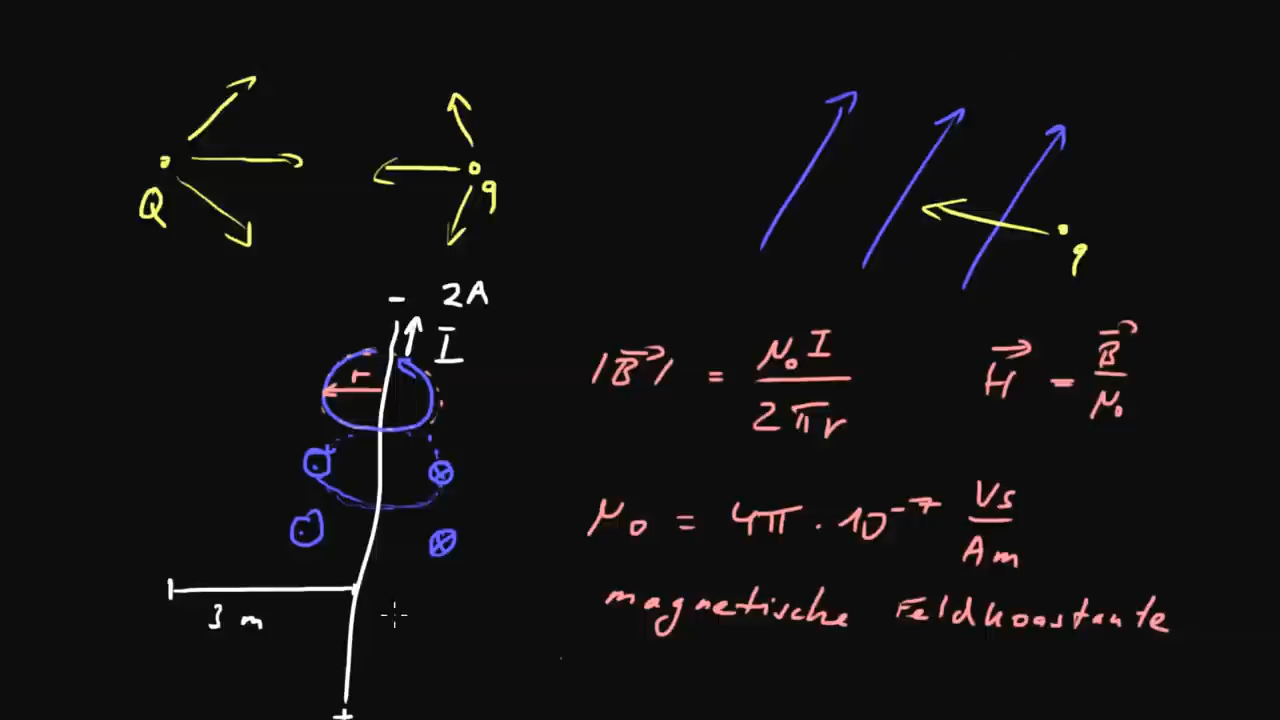 Q
q
q
- 2A
I
r
|B⃗| = μ₀I / 2πr
H⃗ = B⃗ / μ₀
μ₀ = 4π · 10⁻⁷ Vs / Am
magnetische Feldkonstante
3 m
+